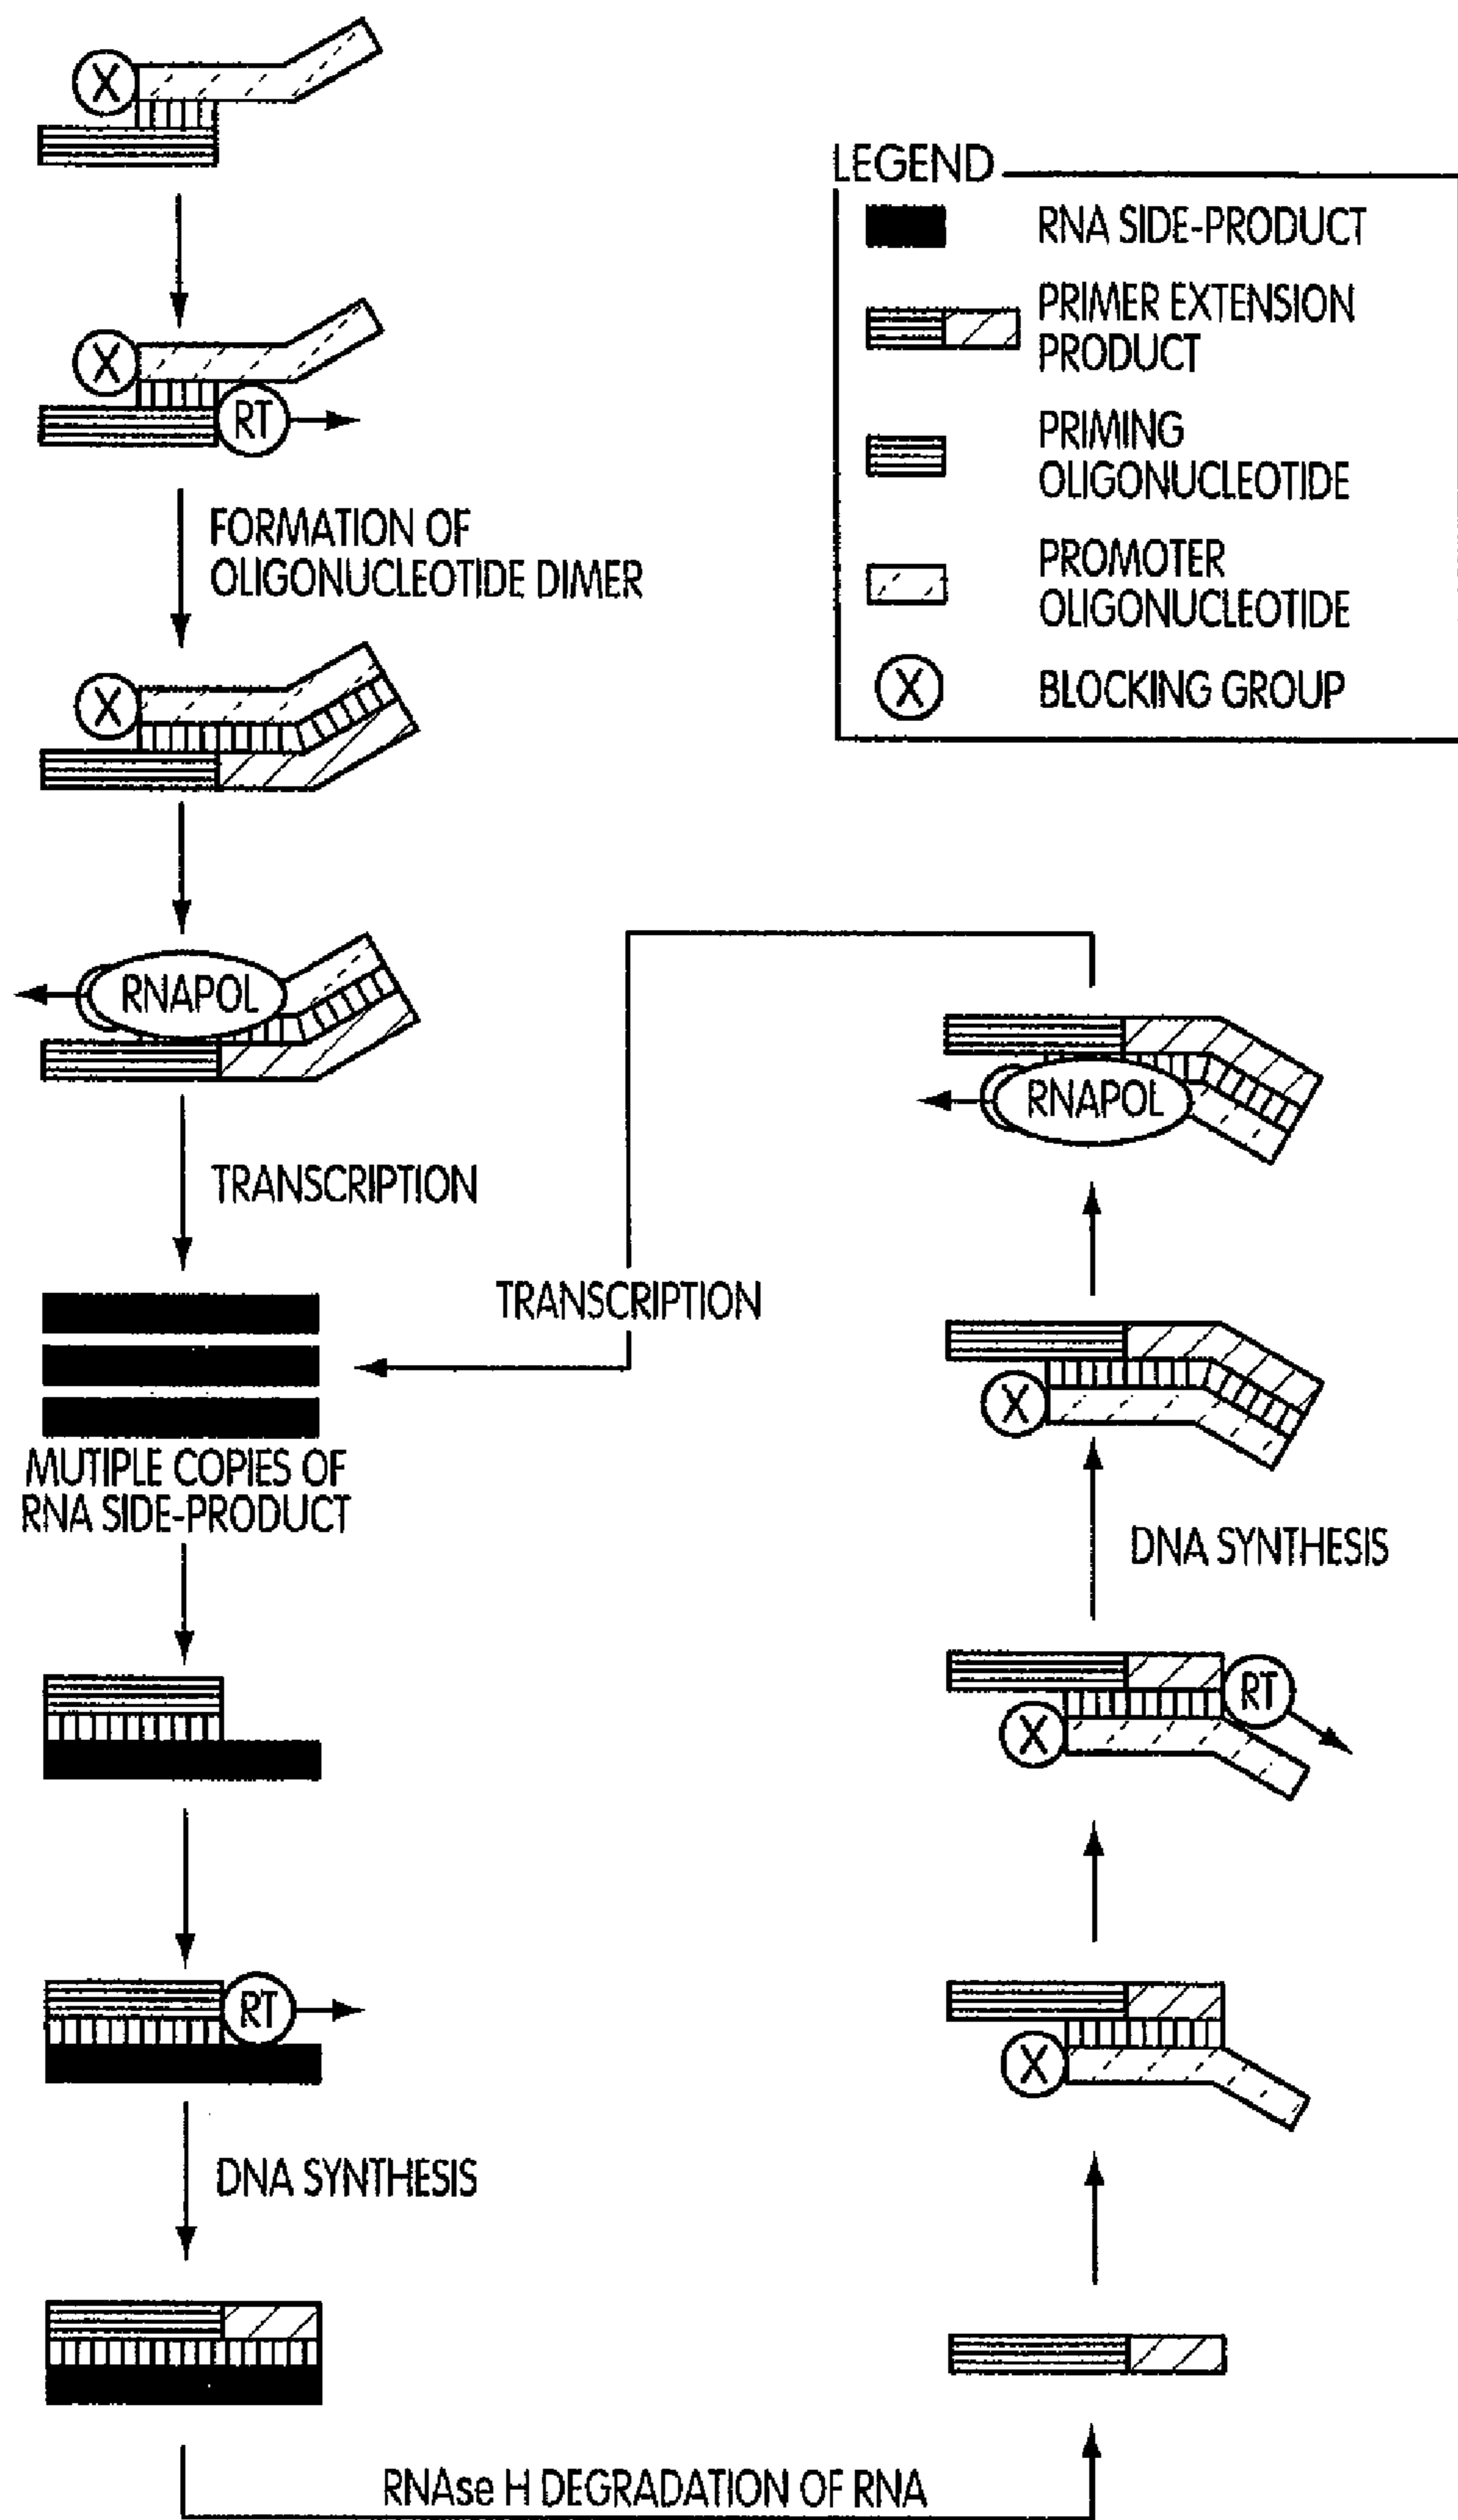 X
LEGEND
RNA SIDE-PRODUCT
PRIMER EXTENSION
PRODUCT
X
RT
PRIMING
OLIGONUCLEOTIDE
FORMATION OF
OLIGONUCLEOTIDE DIMER
PROMOTER
OLIGONUCLEOTIDE
X
BLOCKING GROUP
X
RNAPOL
RNAPOL
TRANSCRIPTION
TRANSCRIPTION
X
MUTIPLE COPIES OF
RNA SIDE-PRODUCT
DNA SYNTHESIS
RT
X
RT
X
DNA SYNTHESIS
RNAse H DEGRADATION OF RNA